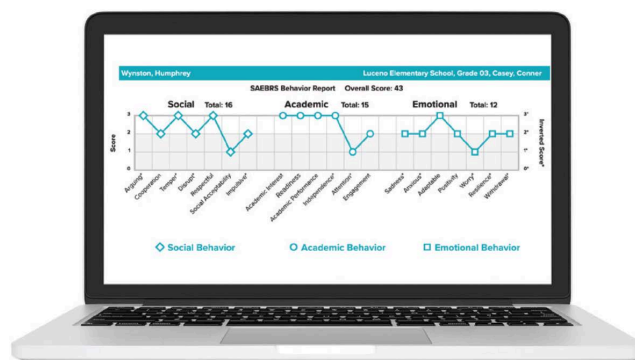 Wynston, Humphrey
Luceno Elementary School, Grade 03, Casey, Conner
SAEBRS Behavior Report Overall Score: 43
Social Total: 16
Academic Total: 15
Emotional Total: 12
Score
3
2
1
0
Inverted Score*
3*
2*
1*
0*
Arguing*
Cooperation
Temper*
Disrupt*
Respectful
Social Acceptability
Impulsive*
Academic Interest
Readiness
Academic Performance
Independence*
Attention*
Engagement
Sadness*
Anxious*
Adaptable
Positivity
Worry*
Resilience*
Withdrawal*
Social Behavior
Academic Behavior
Emotional Behavior